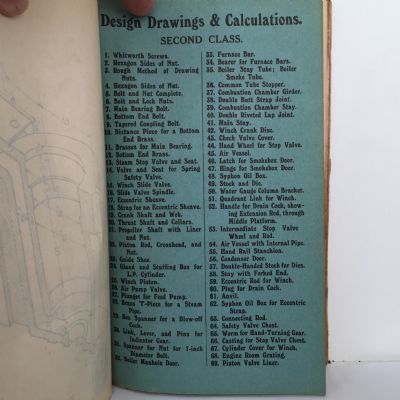 Design Drawings & Calculations.
SECOND CLASS.
1. Whitworth Screws.
2. Hexagon Sides of Nut.
3. Rough Method of Drawing
Nuts.
4. Hexagon Sides of Nut.
5. Bolt and Nut Complete.
6. Bolt and Lock Nuts.
7. Main Bearing Bolt.
8. Bottom End Bolt.
9. Tapered Coupling Bolt.
10. Distance Piece for a Bottom
End Brass.
11. Brasses for Main Bearing.
12. Bottom End Brass.
13. Steam Stop Valve and Seat.
14. Valve and Seat for Spring
Safety Valve.
15. Winch Slide Valve.
16. Slide Valve Spindle.
17. Eccentric Sheave.
18. Strap for an Eccentric Sheave.
19. Crank Shaft and Web.
20. Thrust Shaft and Collars.
21. Propeller Shaft with Liner
and Nut.
22. Piston Rod, Crosshead, and
Nut.
23. Guide Shoe.
24. Gland and Stuffing Box for
L.P. Cylinder.
25. Winch Piston.
26. Air Pump Valve.
27. Plunger for Feed Pump.
28. Brass T-Piece for a Steam
Pipe.
29. Box Spanner for a Blow-off
Cock.
30. Link, Lever, and Pins for
Indicator Gear.
31. Spanner for Nut for 1-inch
Diameter Bolt.
32. Boiler Manhole Door.
33. Furnace Bar.
34. Bearer for Furnace Bars.
35. Boiler Stay Tube; Boiler
Smoke Tube.
36. Common Tube Stopper.
37. Combustion Chamber Girder.
38. Double Butt Strap Joint.
39. Combustion Chamber Stay.
40. Double Riveted Lap Joint.
41. Main Stay.
42. Winch Crank Disc.
43. Check Valve Cover.
44. Hand Wheel for Stop Valve.
45. Air Vessel.
46. Latch for Smokebox Door.
47. Hinge for Smokebox Door.
48. Syphon Oil Box.
49. Stock and Die.
50. Water Gauge Column Bracket.
51. Quadrant Link for Winch.
52. Handle for Drain Cock, show-
ing Extension Rod, through
Middle Platform.
53. Intermediate Stop Valve
Wheel and Rod.
54. Air Vessel with Internal Pipe.
55. Hand Rail Stanchion.
56. Condenser Door.
57. Double-Handed Stock for Dies.
58. Stay with Forked End.
59. Eccentric Rod for Winch.
60. Plug for Drain Cock.
61. Anvil.
62. Syphon Oil Box for Eccentric
Strap.
63. Connecting Rod.
64. Safety Valve Chest.
65. Worm for Hand-Turning Gear.
66. Casting for Stop Valve Chest.
67. Cylinder Cover for Winch.
68. Engine Room Grating.
69. Piston Valve Liner.